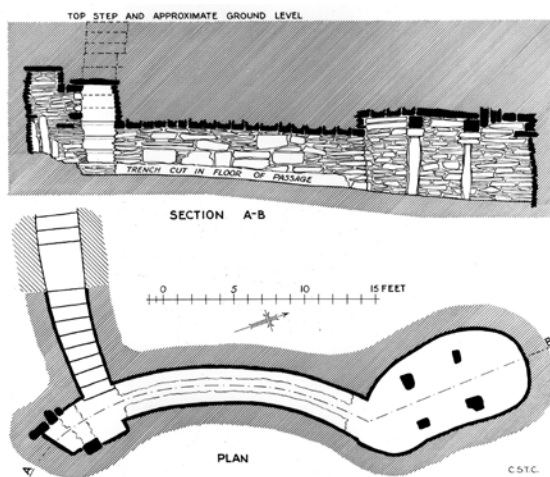 TOP STEP AND APPROXIMATE GROUND LEVEL
TRENCH CUT IN FLOOR OF PASSAGE
SECTION A-B
0 5 10 15 FEET
B
A
PLAN
C.S.T.C.